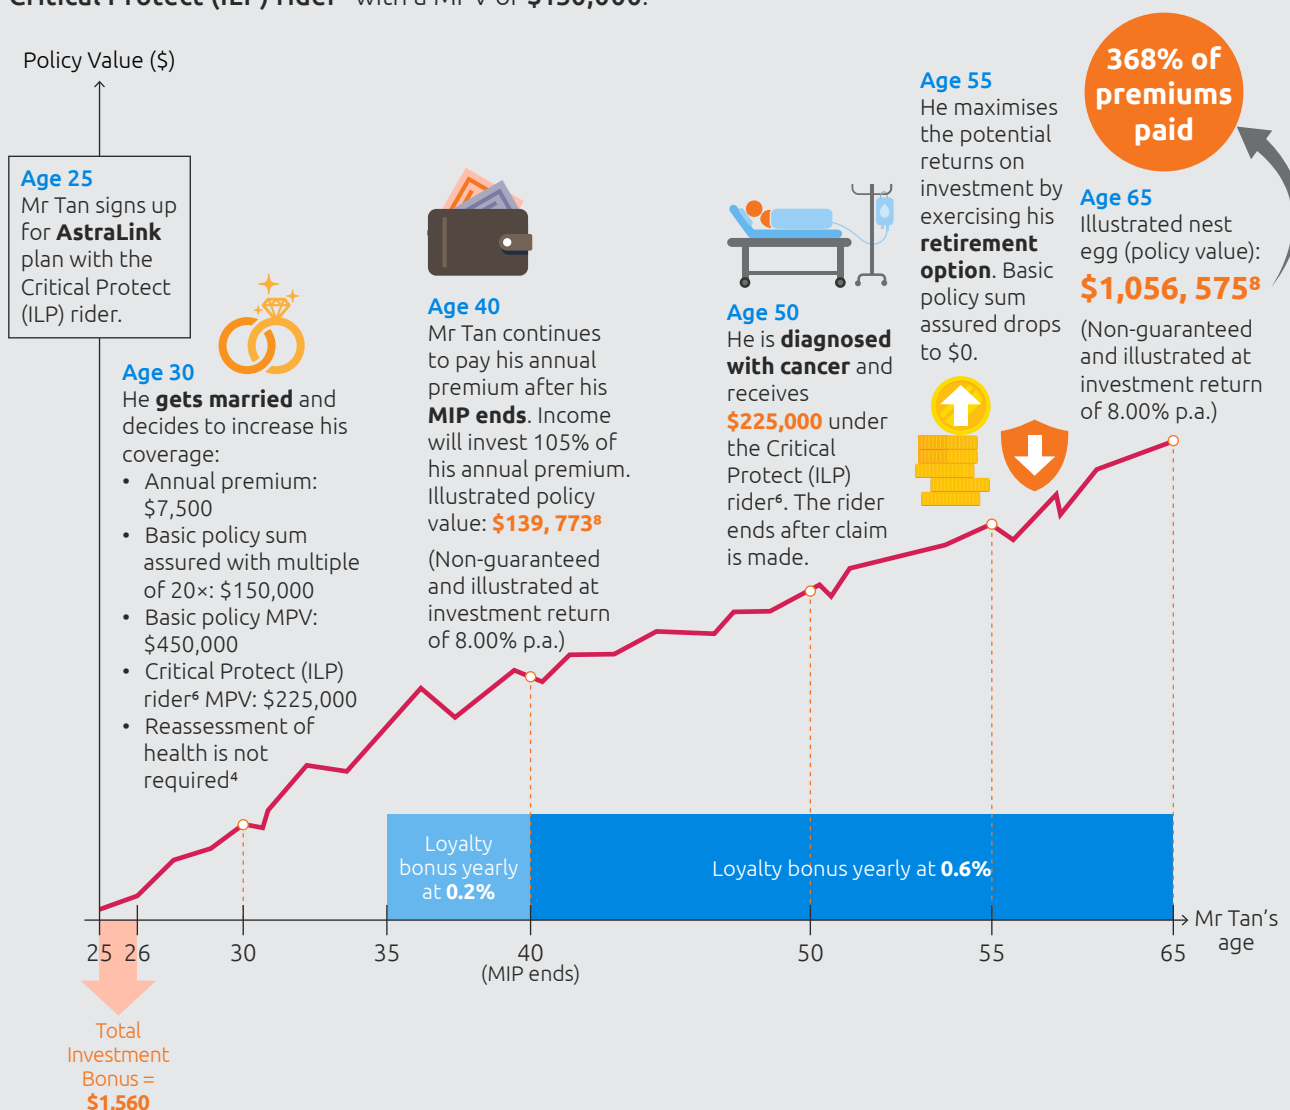 Critical Protect (ILP) rider⁶ with a MPV of $150,000.
Policy Value ($)
Age 25
Mr Tan signs up
for AstraLink
plan with the
Critical Protect
(ILP) rider.
Age 30
He gets married and
decides to increase his
coverage:
• Annual premium:
$7,500
• Basic policy sum
assured with multiple
of 20×: $150,000
• Basic policy MPV:
$450,000
• Critical Protect (ILP)
rider⁶ MPV: $225,000
• Reassessment of
health is not
required⁴
Age 40
Mr Tan continues
to pay his annual
premium after his
MIP ends. Income
will invest 105% of
his annual premium.
Illustrated policy
value: $139, 773⁸
(Non-guaranteed
and illustrated at
investment return
of 8.00% p.a.)
Age 50
He is diagnosed
with cancer and
receives
$225,000 under
the Critical
Protect (ILP)
rider⁶. The rider
ends after claim
is made.
Age 55
He maximises
the potential
returns on
investment by
exercising his
retirement
option. Basic
policy sum
assured drops
to $0.
368% of
premiums
paid
Age 65
Illustrated nest
egg (policy value):
$1,056, 575⁸
(Non-guaranteed
and illustrated at
investment return
of 8.00% p.a.)
Loyalty
bonus yearly
at 0.2%
Loyalty bonus yearly at 0.6%
25 26 30 35 40 50 55 65
(MIP ends)
Mr Tan's
age
Total
Investment
Bonus =
$1,560